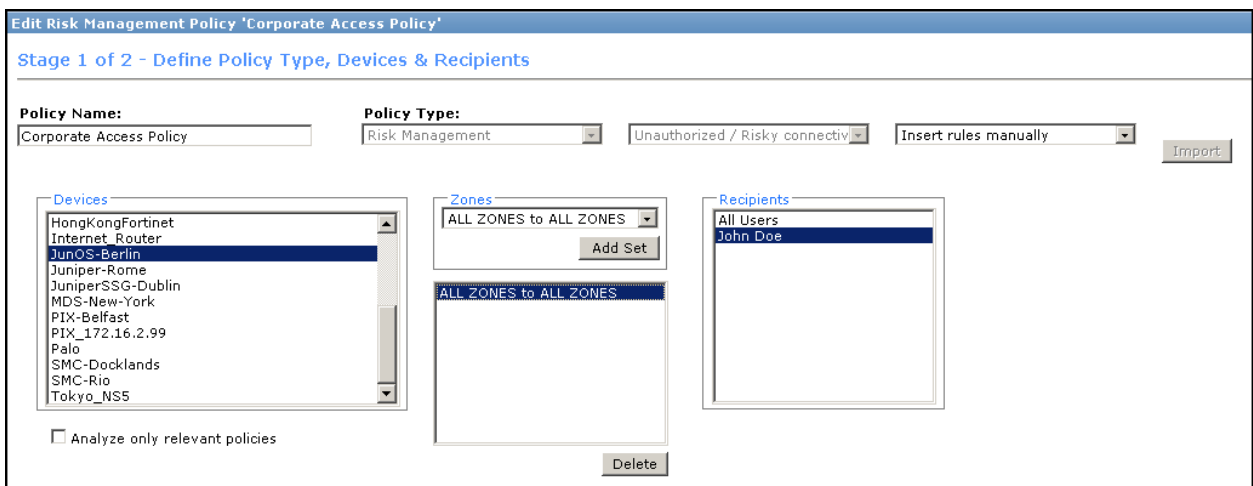 Edit Risk Management Policy 'Corporate Access Policy'
Stage 1 of 2 - Define Policy Type, Devices & Recipients
Policy Name:
Policy Type:
Corporate Access Policy
Risk Management
Unauthorized / Risky connectiv
Insert rules manually
Import
Devices
HongKongFortinet
Internet_Router
JunOS-Berlin
Juniper-Rome
JuniperSSG-Dublin
MDS-New-York
PIX-Belfast
PIX_172.16.2.99
Palo
SMC-Docklands
SMC-Rio
Tokyo_NS5
Analyze only relevant policies
Zones
ALL ZONES to ALL ZONES
Add Set
ALL ZONES to ALL ZONES
Delete
Recipients
All Users
John Doe